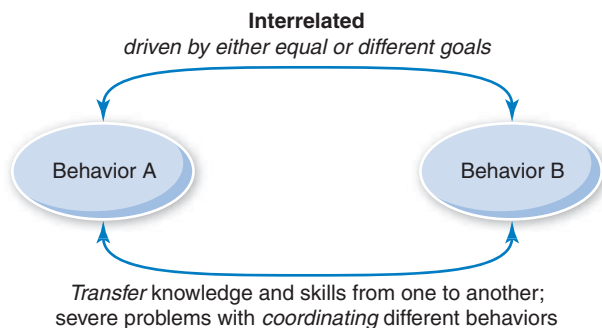 Interrelated
driven by either equal or different goals
Behavior A
Behavior B
Transfer knowledge and skills from one to another;
severe problems with coordinating different behaviors